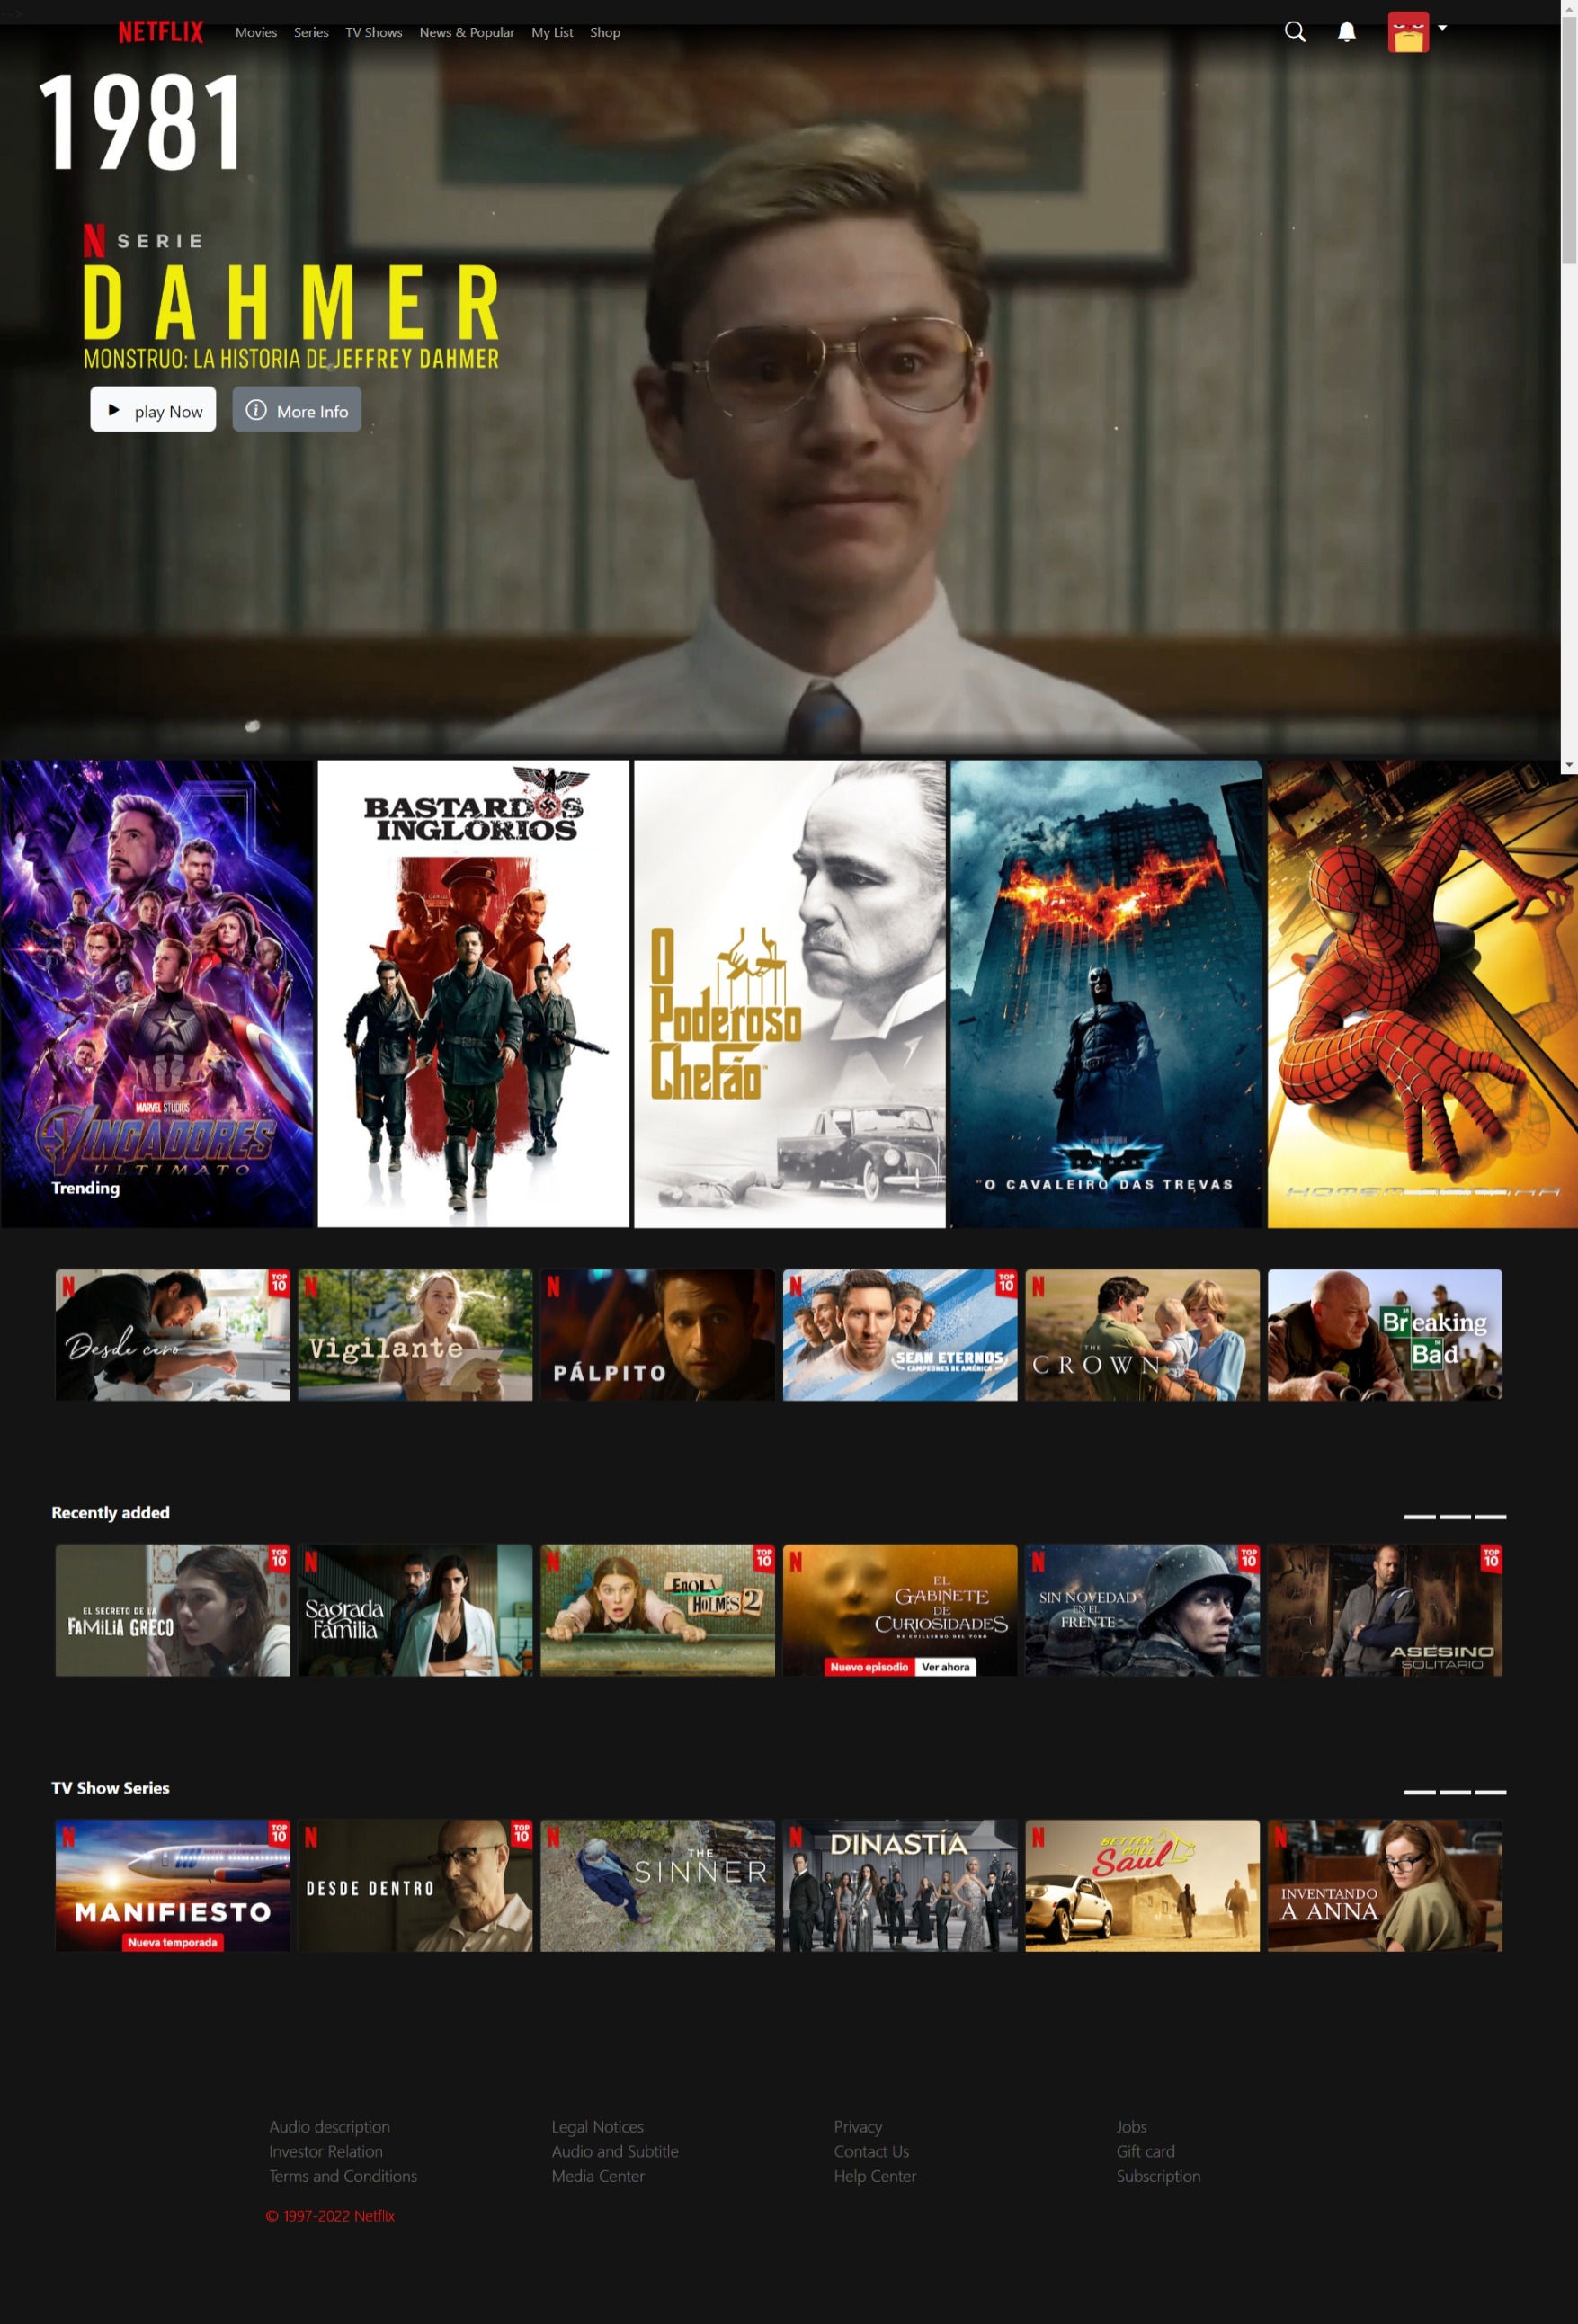 -->
NETFLIX Movies Series TV Shows News & Popular My List Shop
1981
N SERIE
DAHMER
MONSTRUO: LA HISTORIA DE JEFFREY DAHMER
play Now
More Info
MARVEL STUDIOS
VINGADORES
ULTIMATO
Trending
BASTARDOS
INGLÓRIOS
O
Poderoso
Chefão
BATMAN
O CAVALEIRO DAS TREVAS
N TOP 10
Desde cero
N
Vigilante
N
PÁLPITO
N TOP 10
SEAN ETERNOS
CAMPEONES DE AMÉRICA
N
THE
CROWN
Breaking
Bad
Recently added
TOP 10
EL SECRETO DE LA
FAMILIA GRECO
N
Sagrada
Familia
N TOP 10
ENOLA
HOLMES 2
N
EL
GABINETE
DE
CURIOSIDADES
DE GUILLERMO DEL TORO
Nuevo episodio Ver ahora
N TOP 10
SIN NOVEDAD
EN EL
FRENTE
TOP 10
ASESINO
SOLITARIO
TV Show Series
N TOP 10
MANIFIESTO
Nueva temporada
N TOP 10
DESDE DENTRO
N
THE
SINNER
N
DINASTÍA
N
BETTER
CALL
Saul
N
INVENTANDO
A ANNA
Audio description Legal Notices Privacy Jobs
Investor Relation Audio and Subtitle Contact Us Gift card
Terms and Conditions Media Center Help Center Subscription
© 1997-2022 Netflix